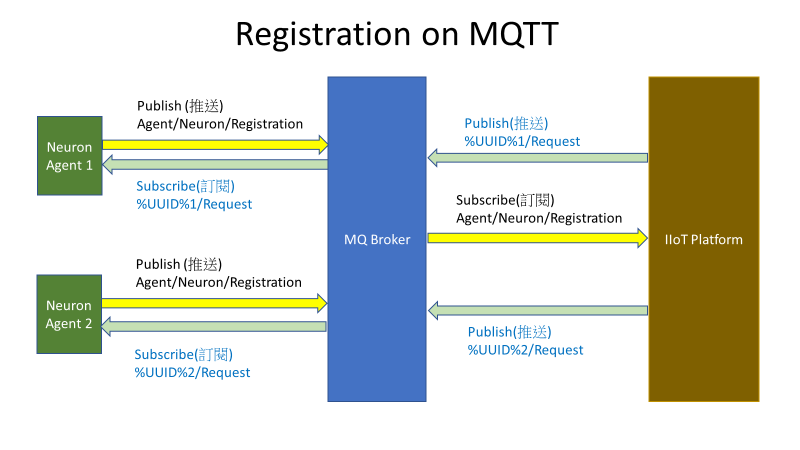 Registration on MQTT
Publish (推送)
Agent/Neuron/Registration
Neuron
Agent 1
Subscribe(訂閱)
%UUID%1/Request
Publish (推送)
Agent/Neuron/Registration
Neuron
Agent 2
Subscribe(訂閱)
%UUID%2/Request
MQ Broker
Publish(推送)
%UUID%1/Request
Subscribe(訂閱)
Agent/Neuron/Registration
Publish(推送)
%UUID%2/Request
IIoT Platform